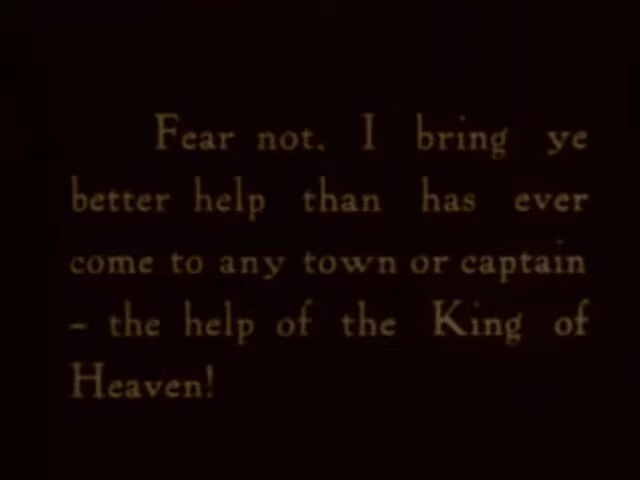 Fear not. I bring ye
better help than has ever
come to any town or captain
- the help of the King of
Heaven!